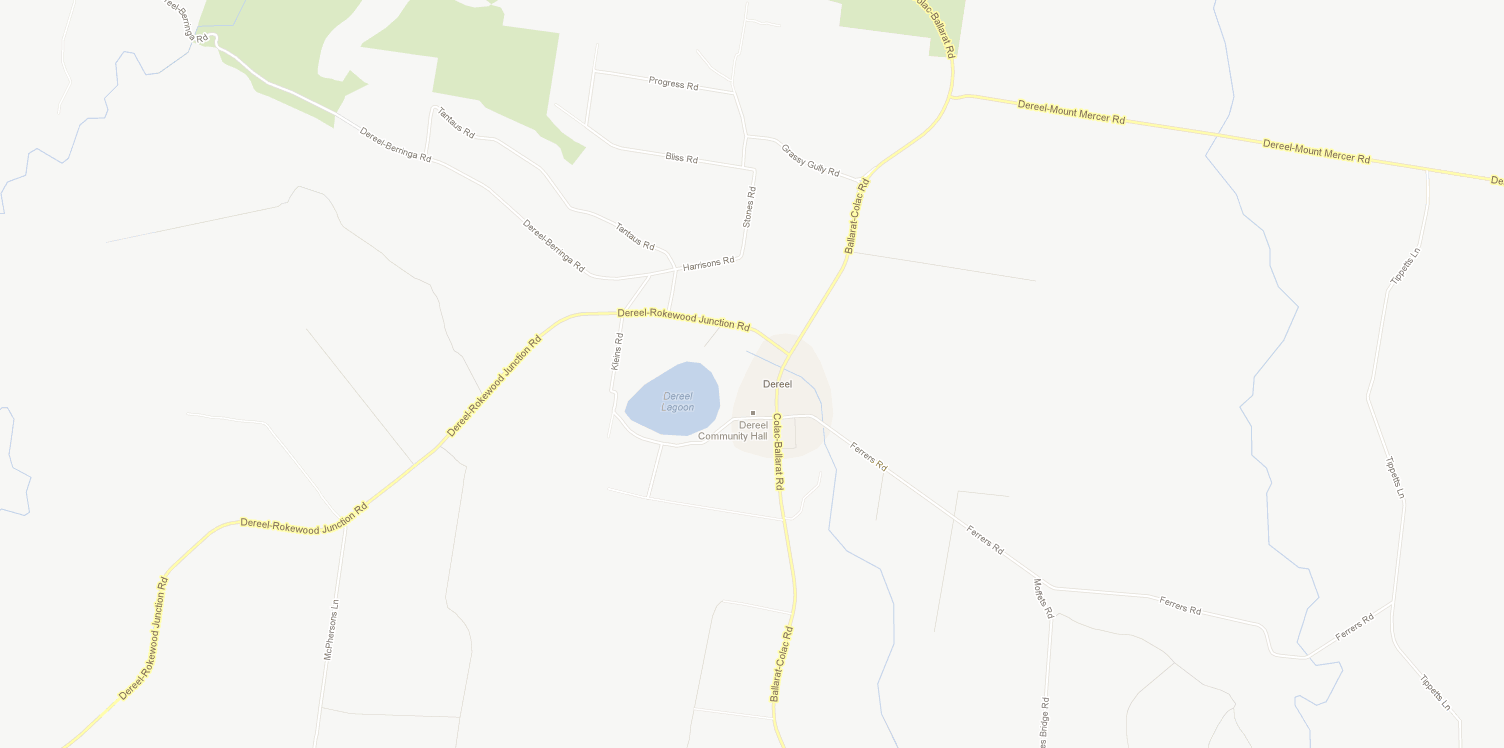 Dereel-Berringa Rd
Colac-Ballarat Rd
Progress Rd
Dereel-Mount Mercer Rd
Tantaus Rd
Dereel-Berringa Rd
Bliss Rd
Grassy Gully Rd
Dereel-Mount Mercer Rd
De
Stones Rd
Ballarat-Colac Rd
Tantaus Rd
Dereel-Berringa Rd
Harrisons Rd
Tippetts Ln
Dereel-Rokewood Junction Rd
Kleins Rd
Dereel-Rokewood Junction Rd
Dereel
Dereel
Lagoon
Dereel
Community Hall
Colac-Ballarat Rd
Ferrers Rd
Tippetts Ln
Dereel-Rokewood Junction Rd
Ferrers Rd
Moffets Rd
Ferrers Rd
Ferrers Rd
McPhersons Ln
Dereel-Rokewood Junction Rd
Ballarat-Colac Rd
Tippetts Ln
es Bridge Rd